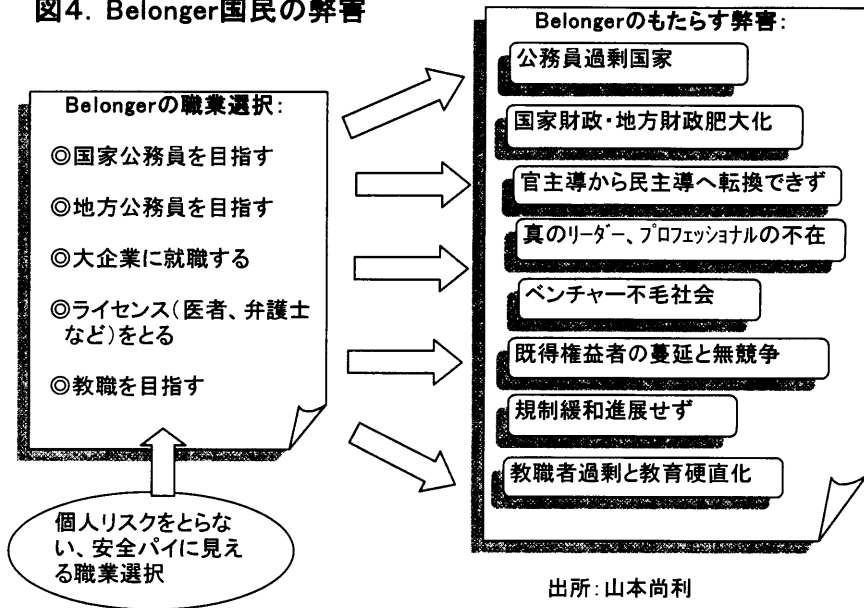 図4. Belonger国民の弊害
Belongerの職業選択:
◎国家公務員を目指す
◎地方公務員を目指す
◎大企業に就職する
◎ライセンス(医者、弁護士
など)をとる
◎教職を目指す
個人リスクをとらな
い、安全パイに見え
る職業選択
Belongerのもたらす弊害:
公務員過剰国家
国家財政・地方財政肥大化
官主導から民主導へ転換できず
真のリーダー、プロフェッショナルの不在
ベンチャー不毛社会
既得権益者の蔓延と無競争
規制緩和進展せず
教職者過剰と教育硬直化
出所:山本尚利